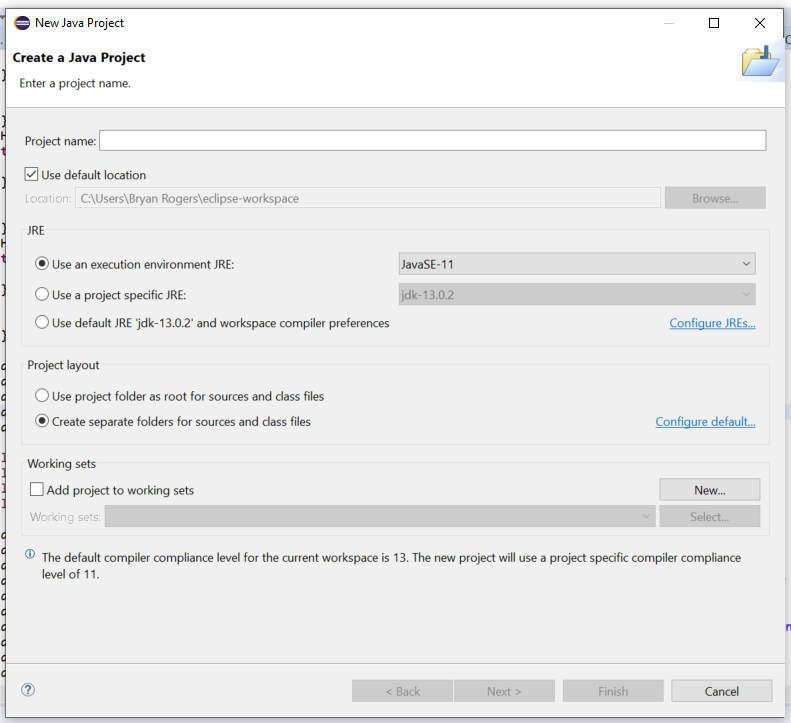 New Java Project
Create a Java Project
Enter a project name.
Project name:
Use default location
Location: C:\Users\Bryan Rogers\eclipse-workspace Browse...
JRE
Use an execution environment JRE: JavaSE-11
Use a project specific JRE: jdk-13.0.2
Use default JRE 'jdk-13.0.2' and workspace compiler preferences Configure JREs...
Project layout
Use project folder as root for sources and class files
Create separate folders for sources and class files Configure default...
Working sets
Add project to working sets New...
Working sets: Select...
The default compiler compliance level for the current workspace is 13. The new project will use a project specific compiler compliance
level of 11.
< Back Next > Finish Cancel